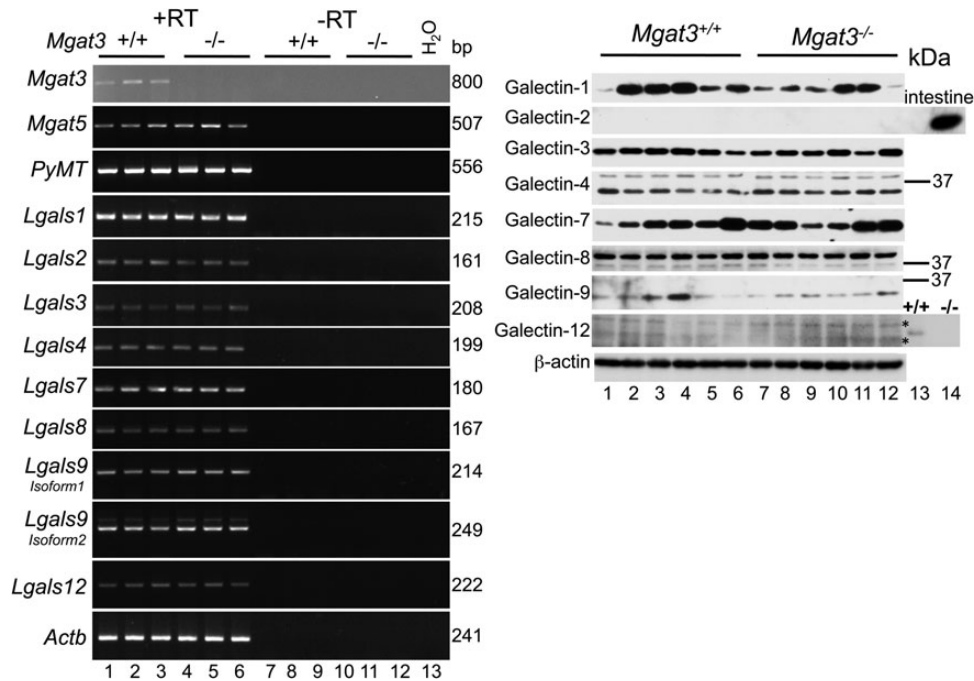 +RT -RT
Mgat3 +/+ -/- +/+ -/- H2O bp
Mgat3 800
Mgat5 507
PyMT 556
Lgals1 215
Lgals2 161
Lgals3 208
Lgals4 199
Lgals7 180
Lgals8 167
Lgals9 214
Isoform1
Lgals9 249
Isoform2
Lgals12 222
Actb 241
1 2 3 4 5 6 7 8 9 10 11 12 13
Mgat3+/+ Mgat3-/- kDa
Galectin-1
intestine
Galectin-2
Galectin-3
Galectin-4 37
Galectin-7
Galectin-8 37
37
Galectin-9 +/+ -/-
Galectin-12 *
*
β-actin
1 2 3 4 5 6 7 8 9 10 11 12 13 14